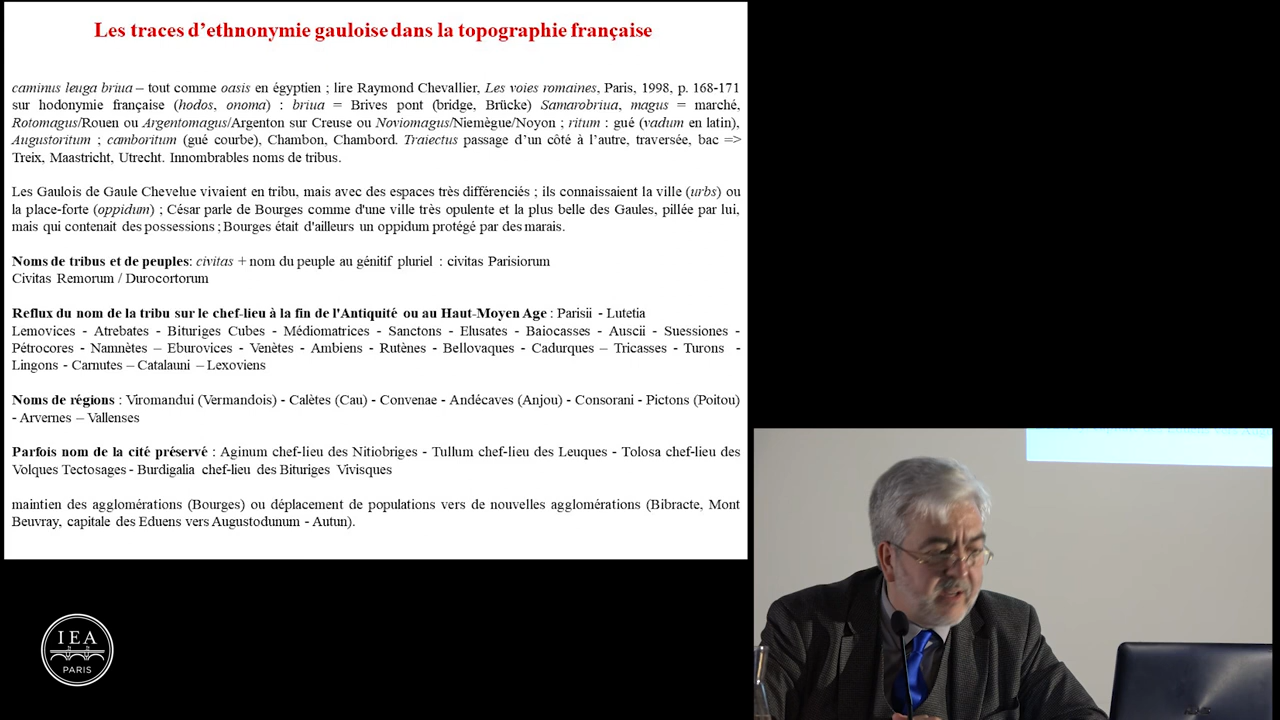 Les traces d'ethnonymie gauloise dans la topographie française
caminus leuga briua – tout comme oasis en égyptien ; lire Raymond Chevallier, Les voies romaines, Paris, 1998, p. 168-171
sur hodonymie française (hodos, onoma) : briua = Brives pont (bridge, Brücke) Samarobriua, magus = marché,
Rotomagus/Rouen ou Argentomagus/Argenton sur Creuse ou Noviomagus/Niemègue/Noyon ; ritum : gué (vadum en latin),
Augustoritum ; camboritum (gué courbe), Chambon, Chambord. Traiectus passage d'un côté à l'autre, traversée, bac =>
Treix, Maastricht, Utrecht. Innombrables noms de tribus.
Les Gaulois de Gaule Chevelue vivaient en tribu, mais avec des espaces très différenciés ; ils connaissaient la ville (urbs) ou
la place-forte (oppidum) ; César parle de Bourges comme d'une ville très opulente et la plus belle des Gaules, pillée par lui,
mais qui contenait des possessions ; Bourges était d'ailleurs un oppidum protégé par des marais.
Noms de tribus et de peuples: civitas + nom du peuple au génitif pluriel : civitas Parisiorum
Civitas Remorum / Durocortorum
Reflux du nom de la tribu sur le chef-lieu à la fin de l'Antiquité ou au Haut-Moyen Age : Parisii - Lutetia
Lemovices - Atrebates - Bituriges Cubes - Médiomatrices - Sanctons - Elusates - Baiocasses - Auscii - Suessiones -
Pétrocores - Namnètes – Eburovices - Venètes - Ambiens - Rutènes - Bellovaques - Cadurques – Tricasses - Turons -
Lingons - Carnutes – Catalauni – Lexoviens
Noms de régions : Viromandui (Vermandois) - Calètes (Cau) - Convenae - Andécaves (Anjou) - Consorani - Pictons (Poitou)
- Arvernes – Vallenses
Parfois nom de la cité préservé : Aginum chef-lieu des Nitiobriges - Tullum chef-lieu des Leuques - Tolosa chef-lieu des
Volques Tectosages - Burdigalia chef-lieu des Bituriges Vivisques
maintien des agglomérations (Bourges) ou déplacement de populations vers de nouvelles agglomérations (Bibracte, Mont
Beuvray, capitale des Eduens vers Augustodunum - Autun).
IEA
PARIS